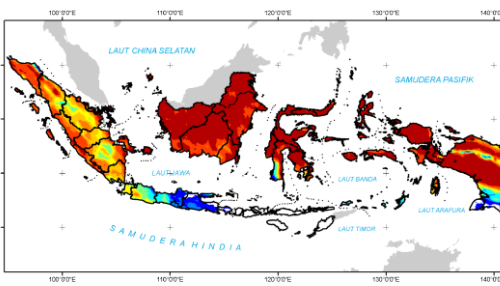 100°0'0"E 110°0'0"E 120°0'0"E 130°0'0"E 140°0'
LAUT CHINA SELATAN
SAMUDERA PASIFIK
LAUT JAWA
LAUT BANDA
LAUT ARAFURA
SAMUDERA HINDIA
LAUT TIMOR
100°0'0"E 110°0'0"E 120°0'0"E 130°0'0"E 140°0'